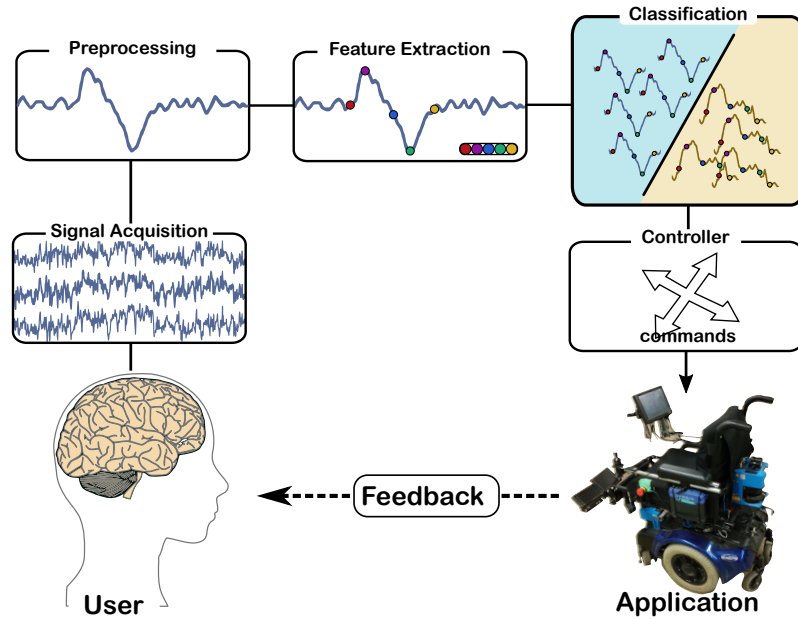 Classification
Preprocessing
Feature Extraction
Signal Acquisition
Controller
commands
Feedback
User
Application